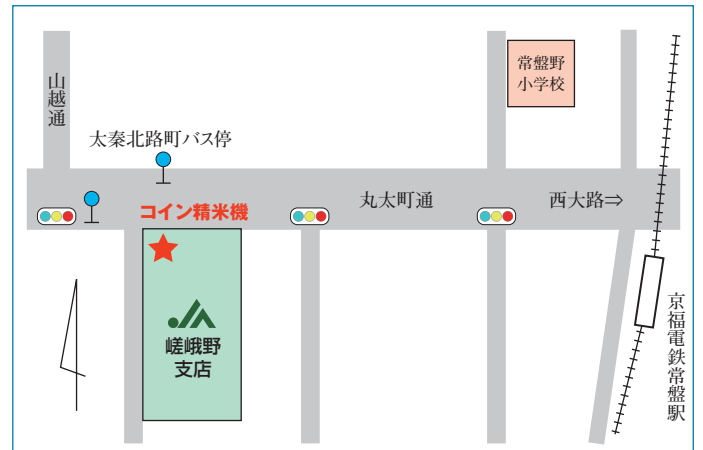 常盤野
小学校
山越通
太秦北路町バス停
コイン精米機
丸太町通
西大路⇒
JA
嵯峨野
支店
京福電鉄常盤駅